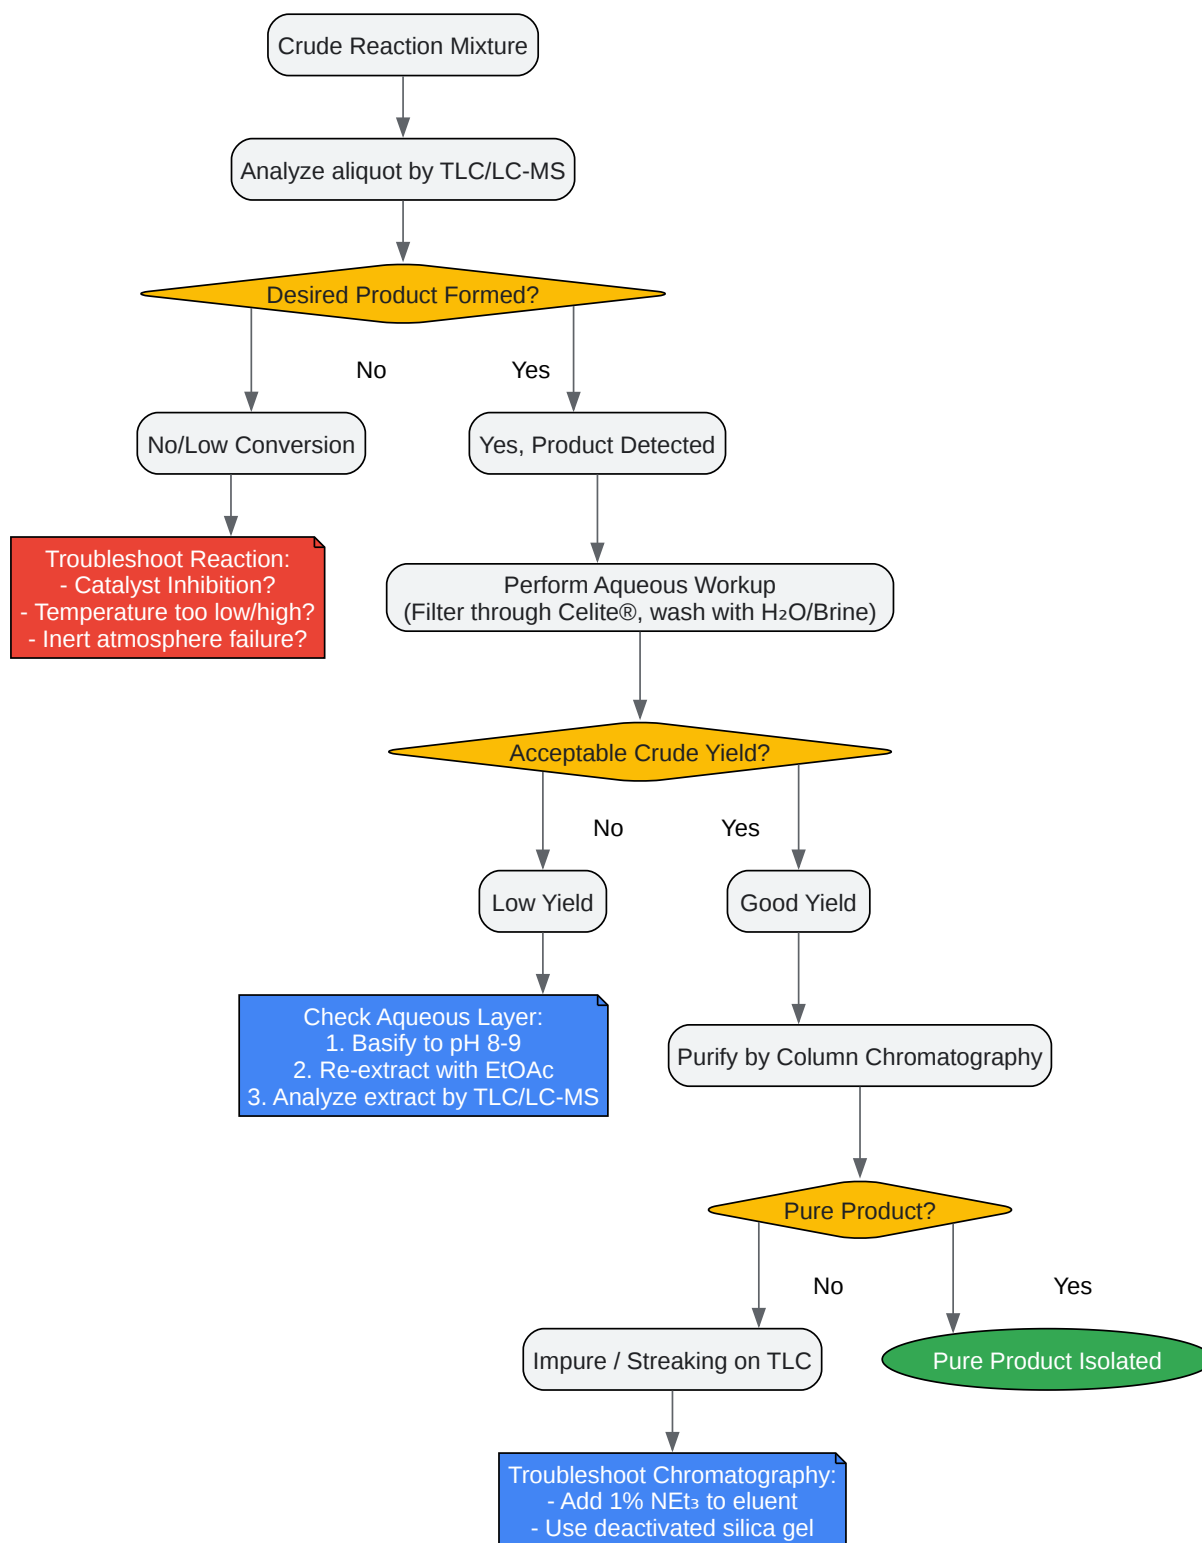 Crude Reaction Mixture
Analyze aliquot by TLC/LC-MS
Desired Product Formed?
No
Yes
No/Low Conversion
Yes, Product Detected
Troubleshoot Reaction:
- Catalyst Inhibition?
- Temperature too low/high?
- Inert atmosphere failure?
Perform Aqueous Workup
(Filter through Celite®, wash with H₂O/Brine)
Acceptable Crude Yield?
No
Yes
Low Yield
Good Yield
Check Aqueous Layer:
1. Basify to pH 8-9
2. Re-extract with EtOAc
3. Analyze extract by TLC/LC-MS
Purify by Column Chromatography
Pure Product?
No
Yes
Impure / Streaking on TLC
Pure Product Isolated
Troubleshoot Chromatography:
- Add 1% NEt₃ to eluent
- Use deactivated silica gel